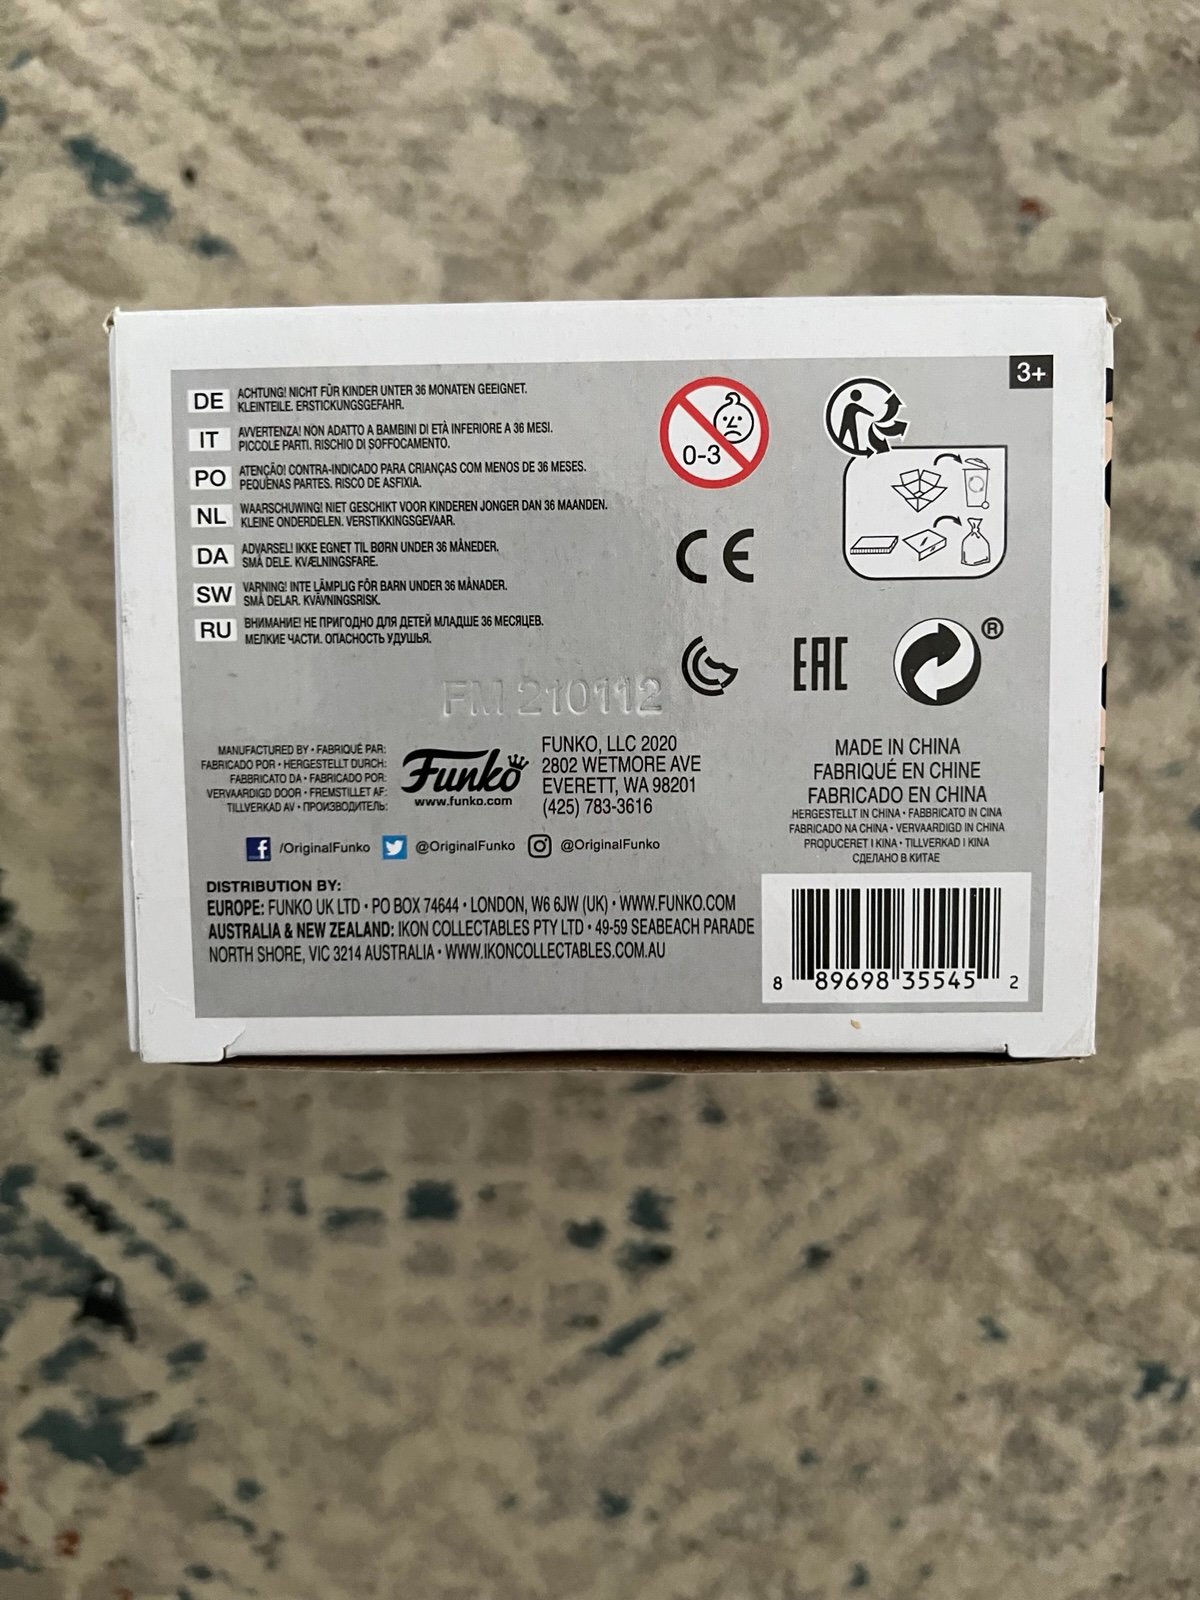 3+
DE ACHTUNG! NICHT FÜR KINDER UNTER 36 MONATEN GEEIGNET.
KLEINTEILE. ERSTICKUNGSGEFAHR.
IT AVVERTENZA! NON ADATTO A BAMBINI DI ETÀ INFERIORE A 36 MESI.
PICCOLE PARTI. RISCHIO DI SOFFOCAMENTO.
PO ATENÇÃO! CONTRA-INDICADO PARA CRIANÇAS COM MENOS DE 36 MESES.
PEQUENAS PARTES. RISCO DE ASFIXIA.
NL WAARSCHUWING! NIET GESCHIKT VOOR KINDEREN JONGER DAN 36 MAANDEN.
KLEINE ONDERDELEN. VERSTIKKINGSGEVAAR.
DA ADVARSEL! IKKE EGNET TIL BØRN UNDER 36 MÅNEDER.
SMÅ DELE. KVÆLNINGSFARE.
SW VARNING! INTE LÄMPLIG FÖR BARN UNDER 36 MÅNADER.
SMÅ DELAR. KVÄVNINGSRISK.
RU ВНИМАНИЕ! НЕ ПРИГОДНО ДЛЯ ДЕТЕЙ МЛАДШЕ 36 МЕСЯЦЕВ.
МЕЛКИЕ ЧАСТИ. ОПАСНОСТЬ УДУШЬЯ.
0-3
CE
EAC
®
FM 210112
MANUFACTURED BY • FABRIQUÉ PAR:
FABRICADO POR • HERGESTELLT DURCH:
FABBRICATO DA • FABRICADO POR:
VERVAARDIGD DOOR • FREMSTILLET AF:
TILLVERKAD AV • ПРОИЗВОДИТЕЛЬ:
Funko
www.funko.com
FUNKO, LLC 2020
2802 WETMORE AVE
EVERETT, WA 98201
(425) 783-3616
MADE IN CHINA
FABRIQUÉ EN CHINE
FABRICADO EN CHINA
HERGESTELLT IN CHINA • FABBRICATO IN CINA
FABRICADO NA CHINA • VERVAARDIGD IN CHINA
PRODUCERET I KINA • TILLVERKAD I KINA
СДЕЛАНО В КИТАЕ
f /OriginalFunko @OriginalFunko @OriginalFunko
DISTRIBUTION BY:
EUROPE: FUNKO UK LTD • PO BOX 74644 • LONDON, W6 6JW (UK) • WWW.FUNKO.COM
AUSTRALIA & NEW ZEALAND: IKON COLLECTABLES PTY LTD • 49-59 SEABEACH PARADE
NORTH SHORE, VIC 3214 AUSTRALIA • WWW.IKONCOLLECTABLES.COM.AU
8 89698 35545 2